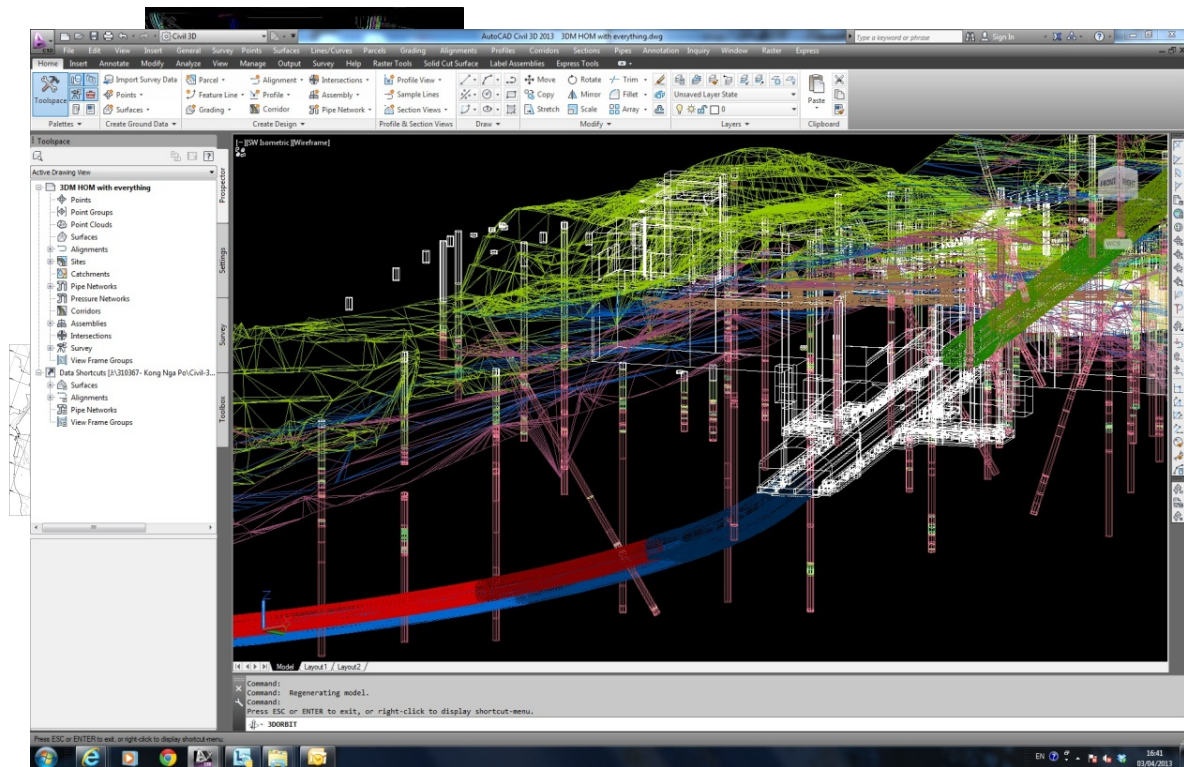 Civil 3D
AutoCAD Civil 3D 2013 3DM HOM with everything.dwg
Type a keyword or phrase
Sign In
File Edit View Insert General Survey Points Surfaces Lines/Curves Parcels Grading Alignments Profiles Corridors Sections Pipes Annotation Inquiry Window Raster Express
Home Insert Annotate Modify Analyze View Manage Output Survey Help Raster Tools Solid Cut Surface Label Assemblies Express Tools
Toolspace
Import Survey Data
Points
Surfaces
Parcel
Feature Line
Grading
Alignment
Profile
Corridor
Intersections
Assembly
Pipe Network
Profile View
Sample Lines
Section Views
Move
Copy
Stretch
Rotate
Mirror
Scale
Trim
Fillet
Array
Unsaved Layer State
0
Paste
Palettes Create Ground Data Create Design Profile & Section Views Draw Modify Layers Clipboard
Toolspace
Active Drawing View
3DM HOM with everything
Points
Point Groups
Point Clouds
Surfaces
Alignments
Sites
Catchments
Pipe Networks
Pressure Networks
Corridors
Assemblies
Intersections
Survey
View Frame Groups
Data Shortcuts [J:\310367- Kong Nga Po\Civil-3...
Surfaces
Alignments
Pipe Networks
View Frame Groups
Prospector
Settings
Survey
Toolbox
[-][SW Isometric][Wireframe]
WCS
Z
Model Layout1 Layout2
Command:
Command: Regenerating model.
Command:
Press ESC or ENTER to exit, or right-click to display shortcut-menu.
3DORBIT
Press ESC or ENTER to exit, or right-click to display shortcut-menu.
EN
16:41
03/04/2013